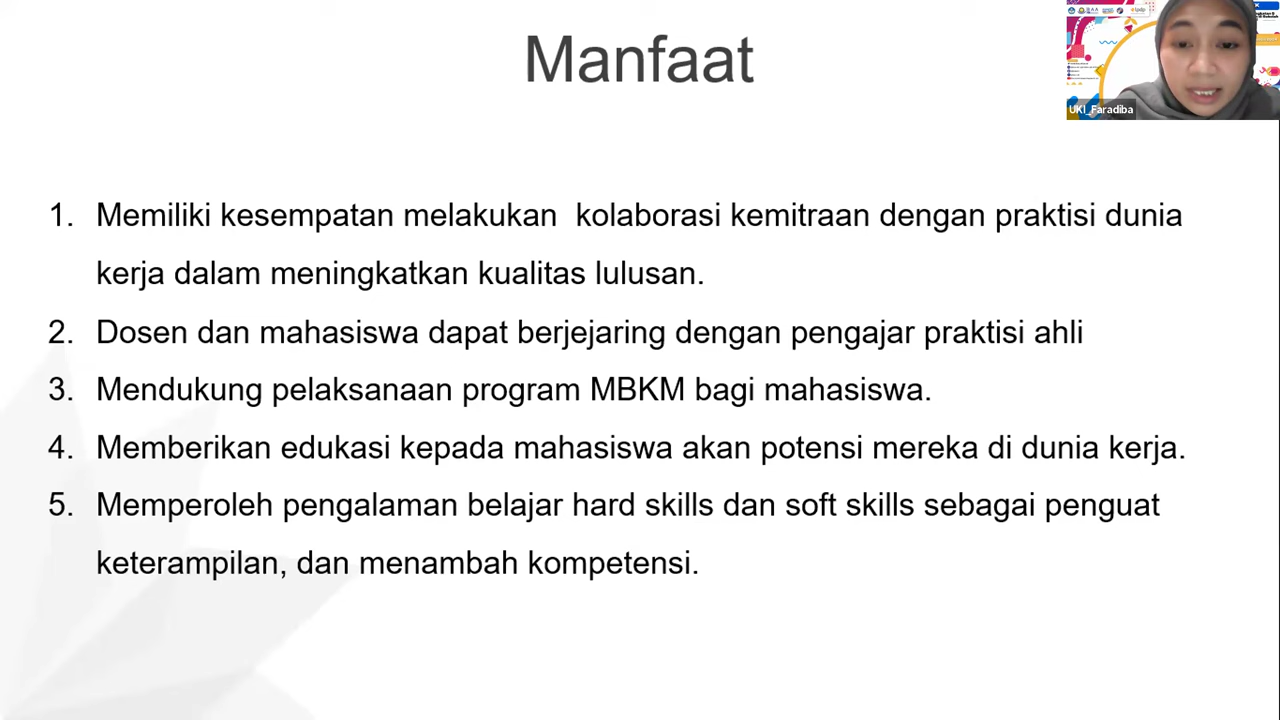 Manfaat
UKI_Faradiba
1. Memiliki kesempatan melakukan  kolaborasi kemitraan dengan praktisi dunia
kerja dalam meningkatkan kualitas lulusan.
2. Dosen dan mahasiswa dapat berjejaring dengan pengajar praktisi ahli
3. Mendukung pelaksanaan program MBKM bagi mahasiswa.
4. Memberikan edukasi kepada mahasiswa akan potensi mereka di dunia kerja.
5. Memperoleh pengalaman belajar hard skills dan soft skills sebagai penguat
keterampilan, dan menambah kompetensi.